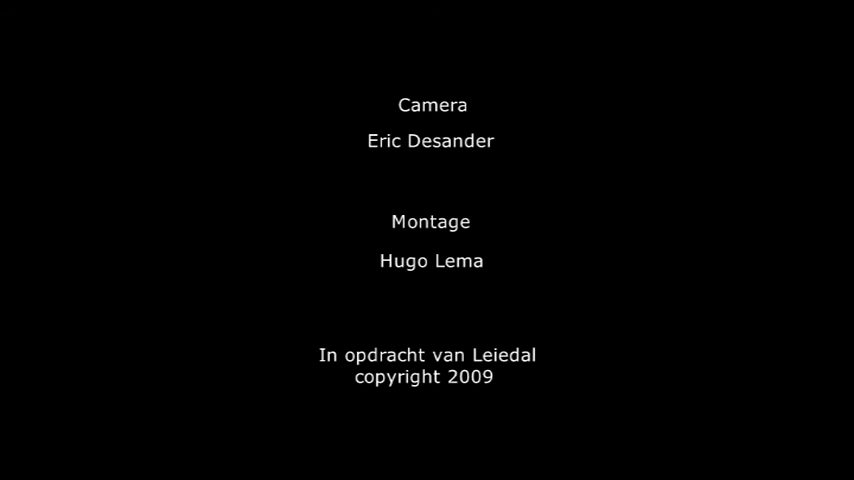 Camera
Eric Desander
Montage
Hugo Lema
In opdracht van Leiedal
copyright 2009